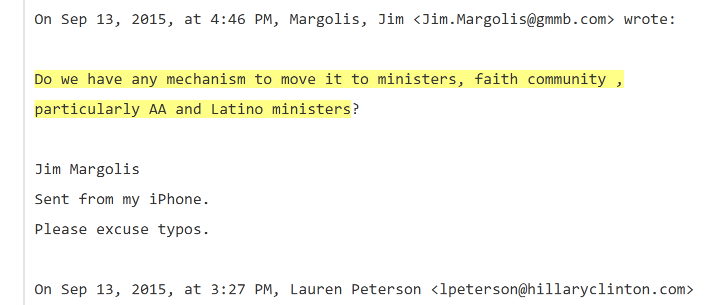 On Sep 13, 2015, at 4:46 PM, Margolis, Jim <Jim.Margolis@gmmb.com> wrote:
Do we have any mechanism to move it to ministers, faith community ,
particularly AA and Latino ministers?
Jim Margolis
Sent from my iPhone.
Please excuse typos.
On Sep 13, 2015, at 3:27 PM, Lauren Peterson <lpeterson@hillaryclinton.com>